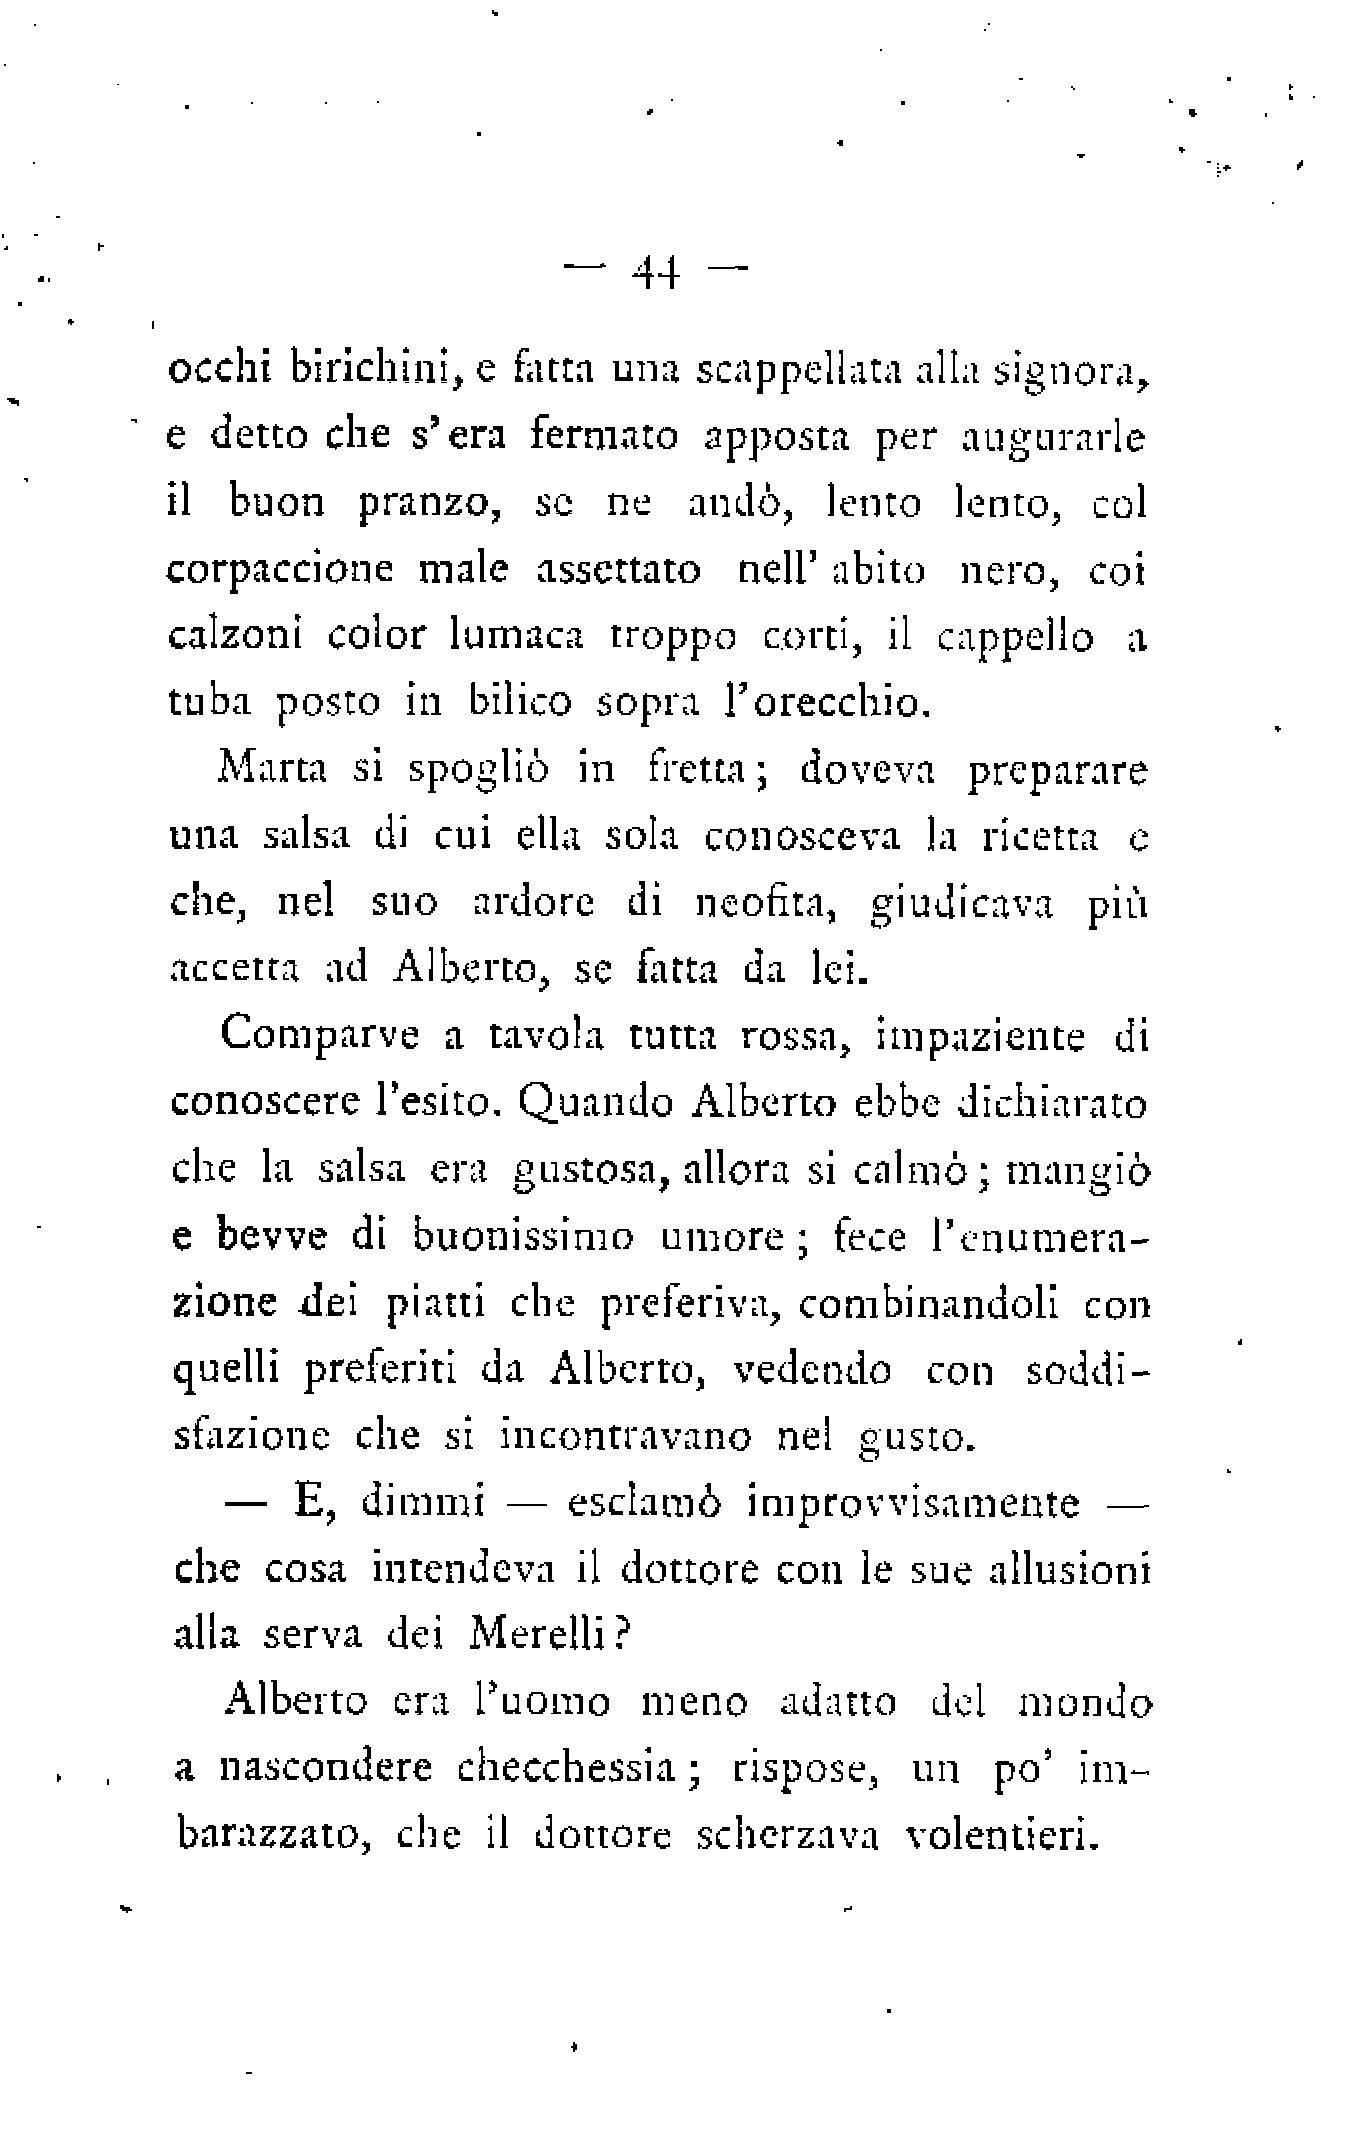 — 44 —
occhi birichini, e fatta una scappellata alla signora,
e detto che s'era fermato apposta per augurarle
il buon pranzo, se ne andò, lento lento, col
corpaccione male assettato nell' abito nero, coi
calzoni color lumaca troppo corti, il cappello a
tuba posto in bilico sopra l'orecchio.
Marta si spogliò in fretta; doveva preparare
una salsa di cui ella sola conosceva la ricetta e
che, nel suo ardore di neofita, giudicava più
accetta ad Alberto, se fatta da lei.
Comparve a tavola tutta rossa, impaziente di
conoscere l'esito. Quando Alberto ebbe dichiarato
che la salsa era gustosa, allora si calmò; mangiò
e bevve di buonissimo umore; fece l'enumera-
zione dei piatti che preferiva, combinandoli con
quelli preferiti da Alberto, vedendo con soddi-
sfazione che si incontravano nel gusto.
— E, dimmi — esclamò improvvisamente —
che cosa intendeva il dottore con le sue allusioni
alla serva dei Merelli?
Alberto era l'uomo meno adatto del mondo
a nascondere checchessia; rispose, un po' im-
barazzato, che il dottore scherzava volentieri.